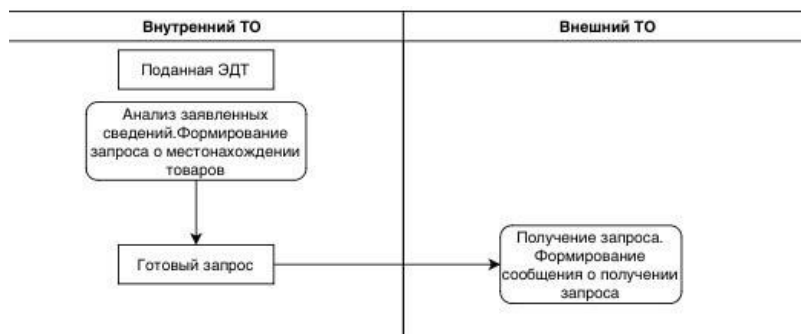 Внутренний ТО
Внешний ТО
Поданная ЭДТ
Анализ заявленных
сведений.Формирование
запроса о местонахождении
товаров
Готовый запрос
Получение запроса.
Формирование
сообщения о получении
запроса